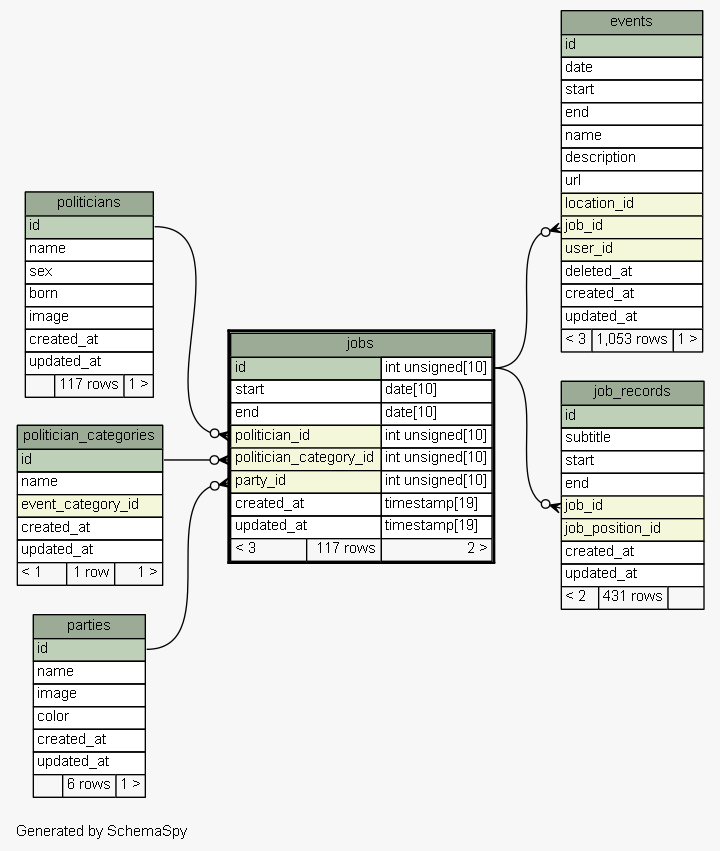 events
id
date
start
end
name
description
url
location_id
job_id
user_id
deleted_at
created_at
updated_at
< 3 1,053 rows 1 >
politicians
id
name
sex
born
image
created_at
updated_at
117 rows 1 >
jobs
id int unsigned[10]
start date[10]
end date[10]
politician_id int unsigned[10]
politician_category_id int unsigned[10]
party_id int unsigned[10]
created_at timestamp[19]
updated_at timestamp[19]
< 3 117 rows 2 >
job_records
id
subtitle
start
end
job_id
job_position_id
created_at
updated_at
< 2 431 rows
politician_categories
id
name
event_category_id
created_at
updated_at
< 1 1 row 1 >
parties
id
name
image
color
created_at
updated_at
6 rows 1 >
Generated by SchemaSpy